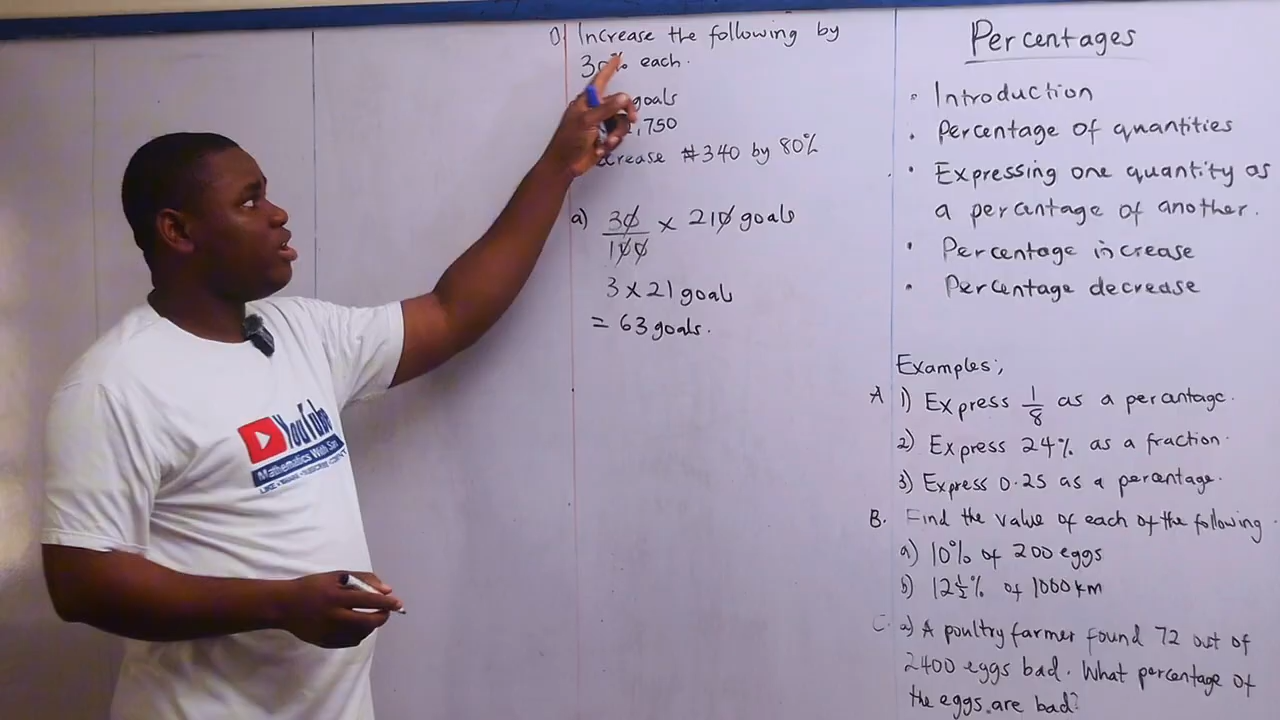 D Increase the following by
30% each.
goals
,750
crease ₦340 by 80%
a) 30/100 × 210 goals
3 × 21 goals
= 63 goals.
Percentages
• Introduction
• Percentage of quantities
• Expressing one quantity as
a percentage of another.
• Percentage increase
• Percentage decrease
Examples;
A 1) Express 1/8 as a percentage.
2) Express 24% as a fraction.
3) Express 0.25 as a percentage.
B. Find the value of each of the following.
a) 10% of 200 eggs
b) 12½% of 1000km
C a) A poultry farmer found 72 out of
2400 eggs bad. What percentage of
the eggs are bad?
YouTube
Mathematics With Sir